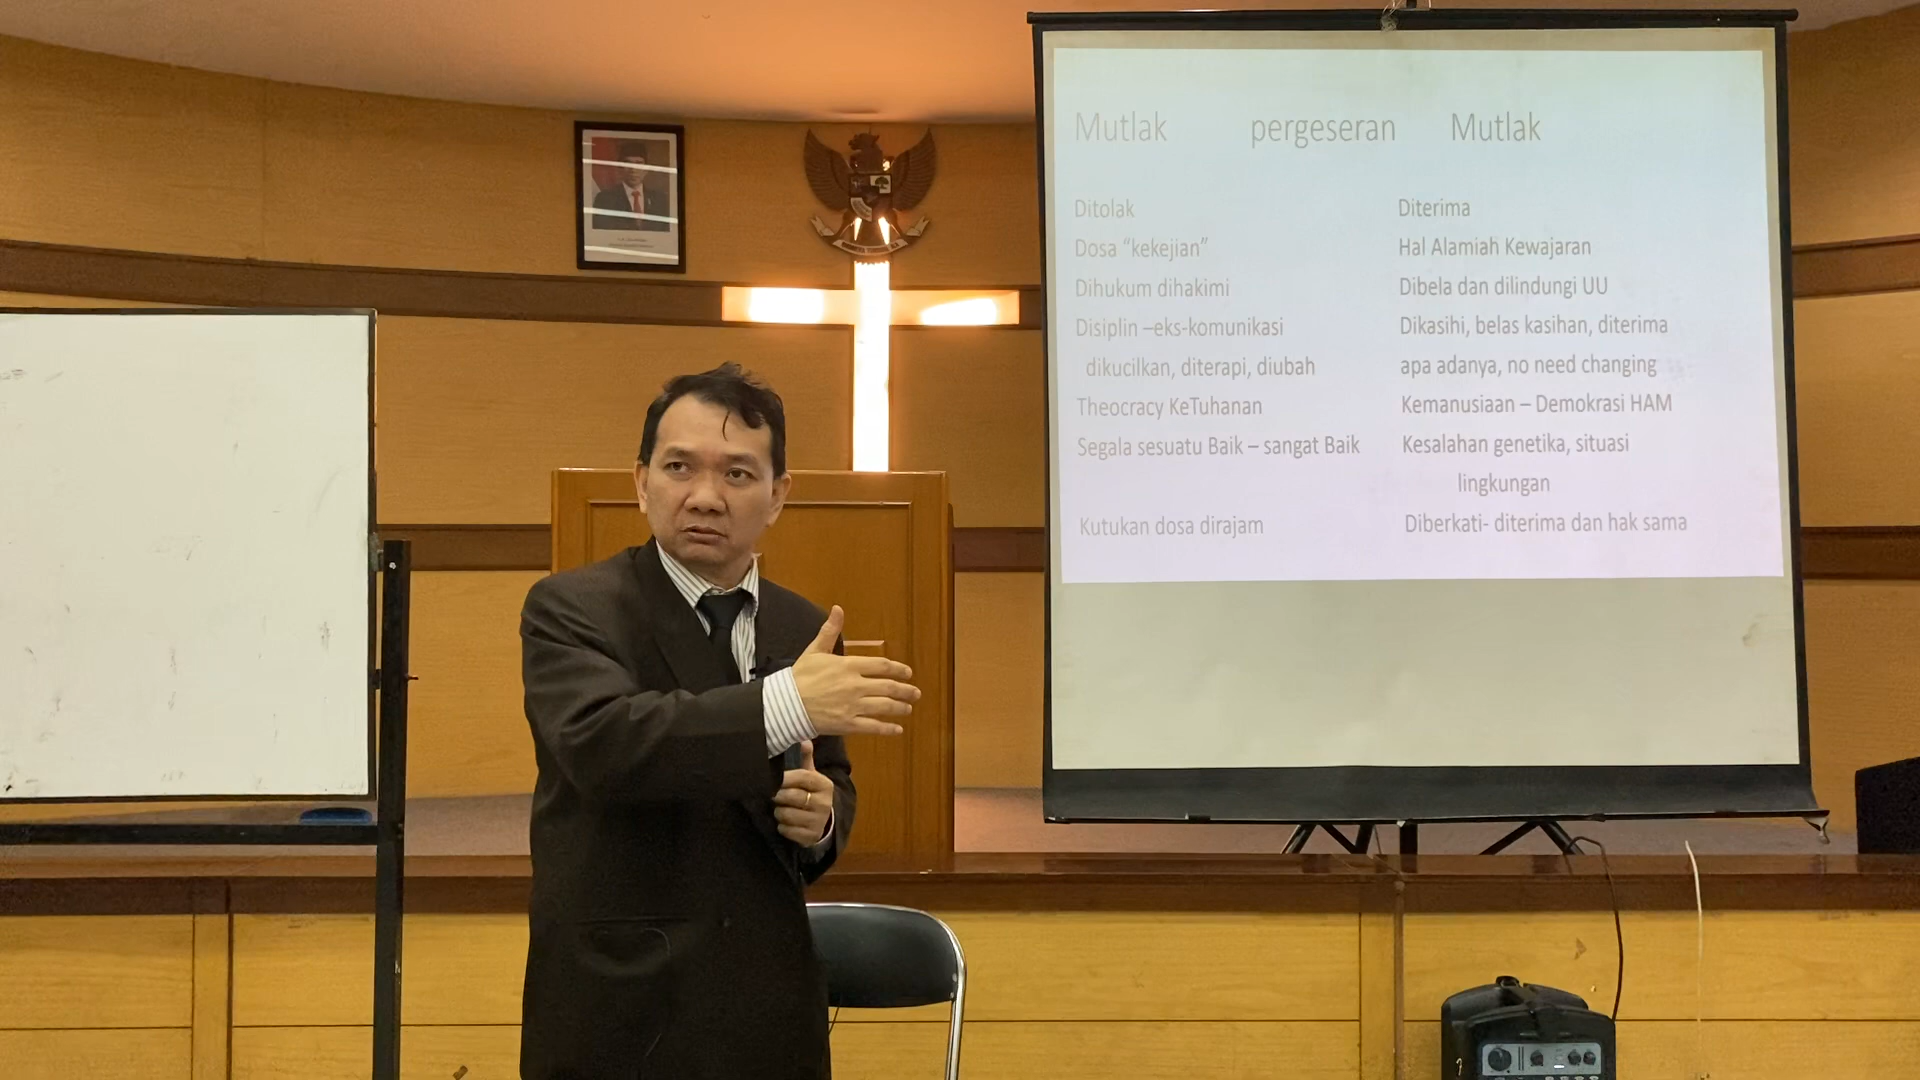 Mutlak pergeseran Mutlak
Ditolak Diterima
Dosa “kekejian” Hal Alamiah Kewajaran
Dihukum dihakimi Dibela dan dilindungi UU
Disiplin –eks-komunikasi Dikasihi, belas kasihan, diterima
dikucilkan, diterapi, diubah apa adanya, no need changing
Theocracy KeTuhanan Kemanusiaan – Demokrasi HAM
Segala sesuatu Baik – sangat Baik Kesalahan genetika, situasi
lingkungan
Kutukan dosa dirajam Diberkati- diterima dan hak sama